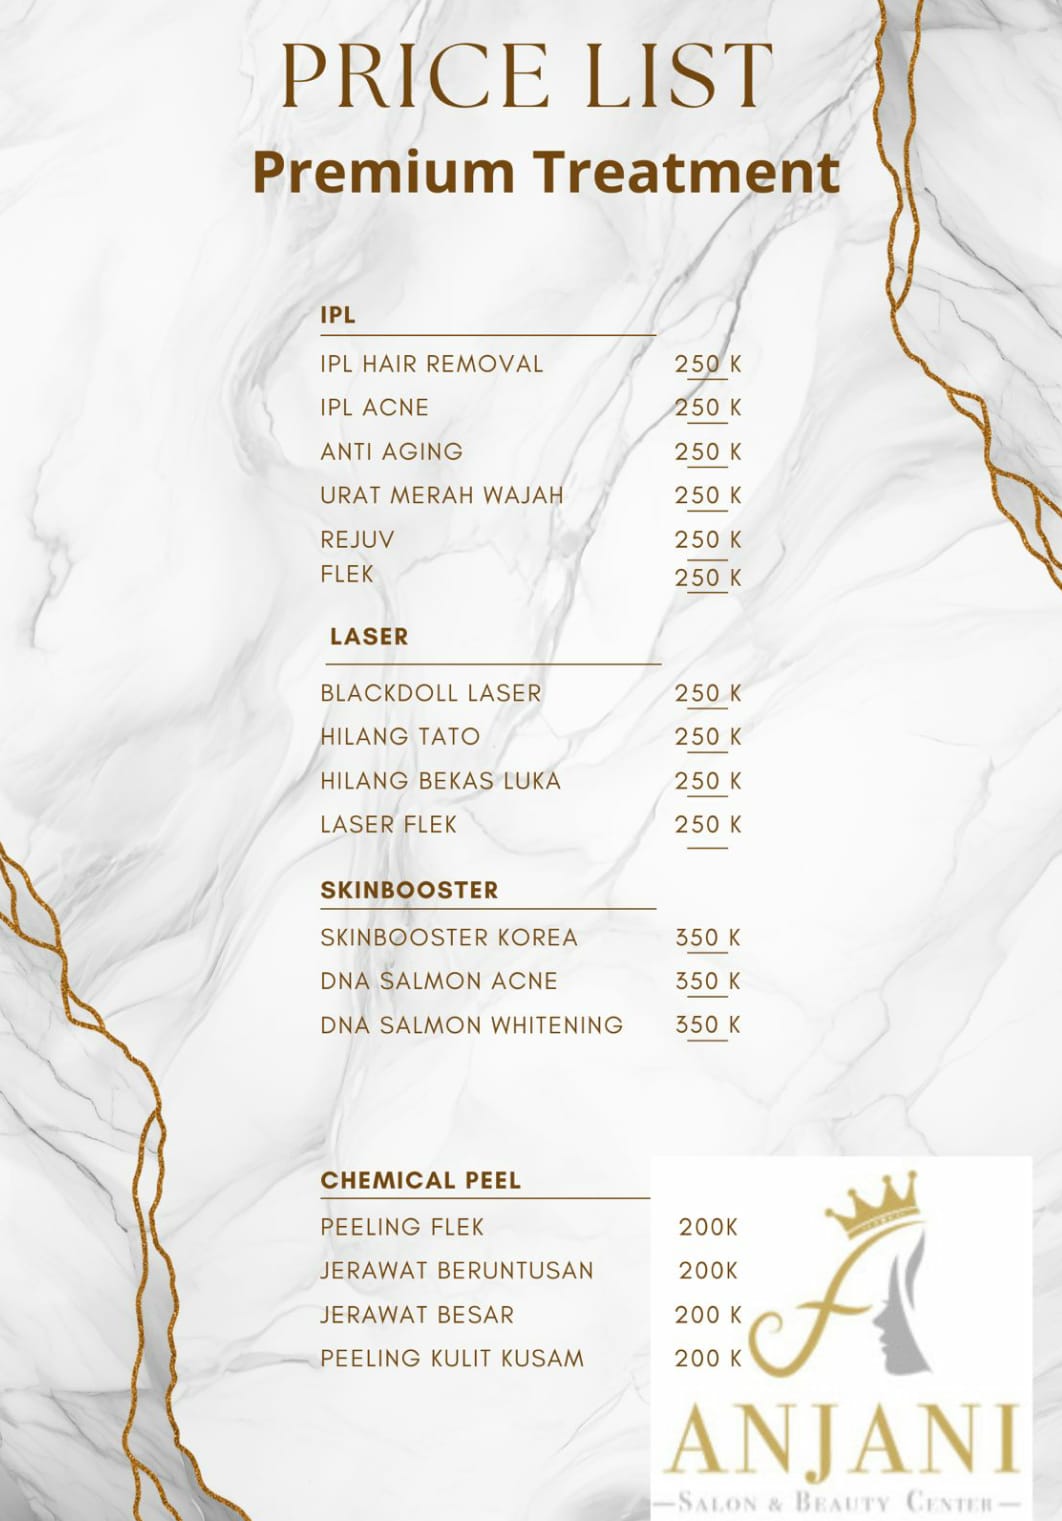 PRICE LIST
Premium Treatment
IPL
IPL HAIR REMOVAL 250 K
IPL ACNE 250 K
ANTI AGING 250 K
URAT MERAH WAJAH 250 K
REJUV 250 K
FLEK 250 K
LASER
BLACKDOLL LASER 250 K
HILANG TATO 250 K
HILANG BEKAS LUKA 250 K
LASER FLEK 250 K
SKINBOOSTER
SKINBOOSTER KOREA 350 K
DNA SALMON ACNE 350 K
DNA SALMON WHITENING 350 K
CHEMICAL PEEL
PEELING FLEK 200K
JERAWAT BERUNTUSAN 200K
JERAWAT BESAR 200 K
PEELING KULIT KUSAM 200 K
ANJANI
SALON & BEAUTY CENTER